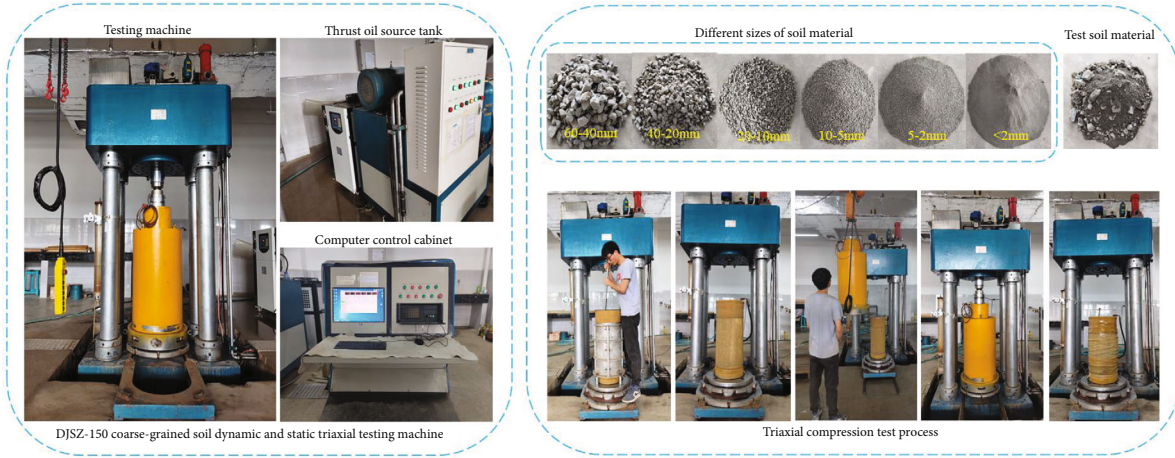 Testing machine
Thrust oil source tank
Computer control cabinet
DJSZ-150 coarse-grained soil dynamic and static triaxial testing machine
Different sizes of soil material
Test soil material
60-40mm
40-20mm
20-10mm
10-5mm
5-2mm
<2mm
Triaxial compression test process